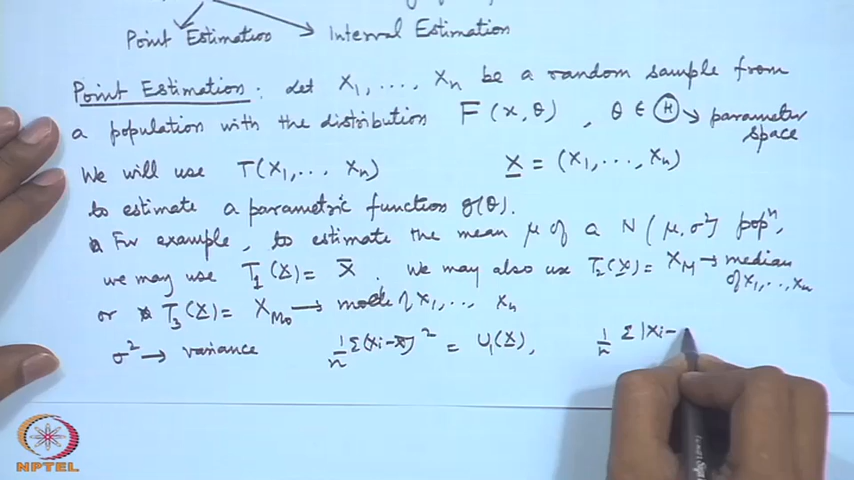 Point Estimation Interval Estimation
Point Estimation : Let X₁, ..., Xₙ be a random sample from
a population with the distribution F(x, θ), θ ∈ Ⓗ → parameter space
We will use T(X₁, ... Xₙ) X = (X₁, ..., Xₙ)
to estimate a parametric function g(θ).
For example, to estimate the mean μ of a N(μ, σ²) popⁿ,
we may use T₁(X) = X̄. We may also use T₂(X) = X_M → median of X₁, ..., Xₙ
or T₃(X) = X_Mo → mode of X₁, ..., Xₙ
σ² → variance 1/n Σ(Xi - X̄)² = U₁(X), 1/n Σ |Xi -
NPTEL